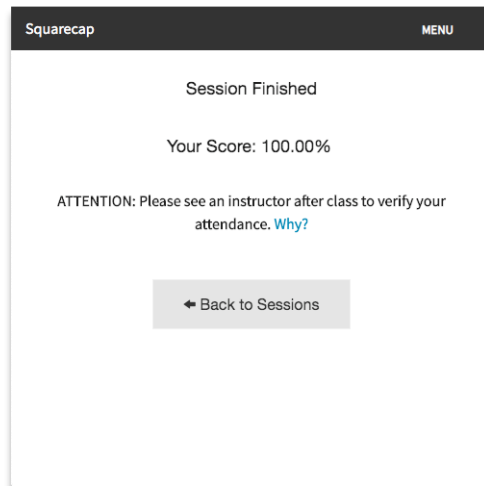 Squarecap
MENU
Session Finished
Your Score: 100.00%
ATTENTION: Please see an instructor after class to verify your
attendance. Why?
Back to Sessions